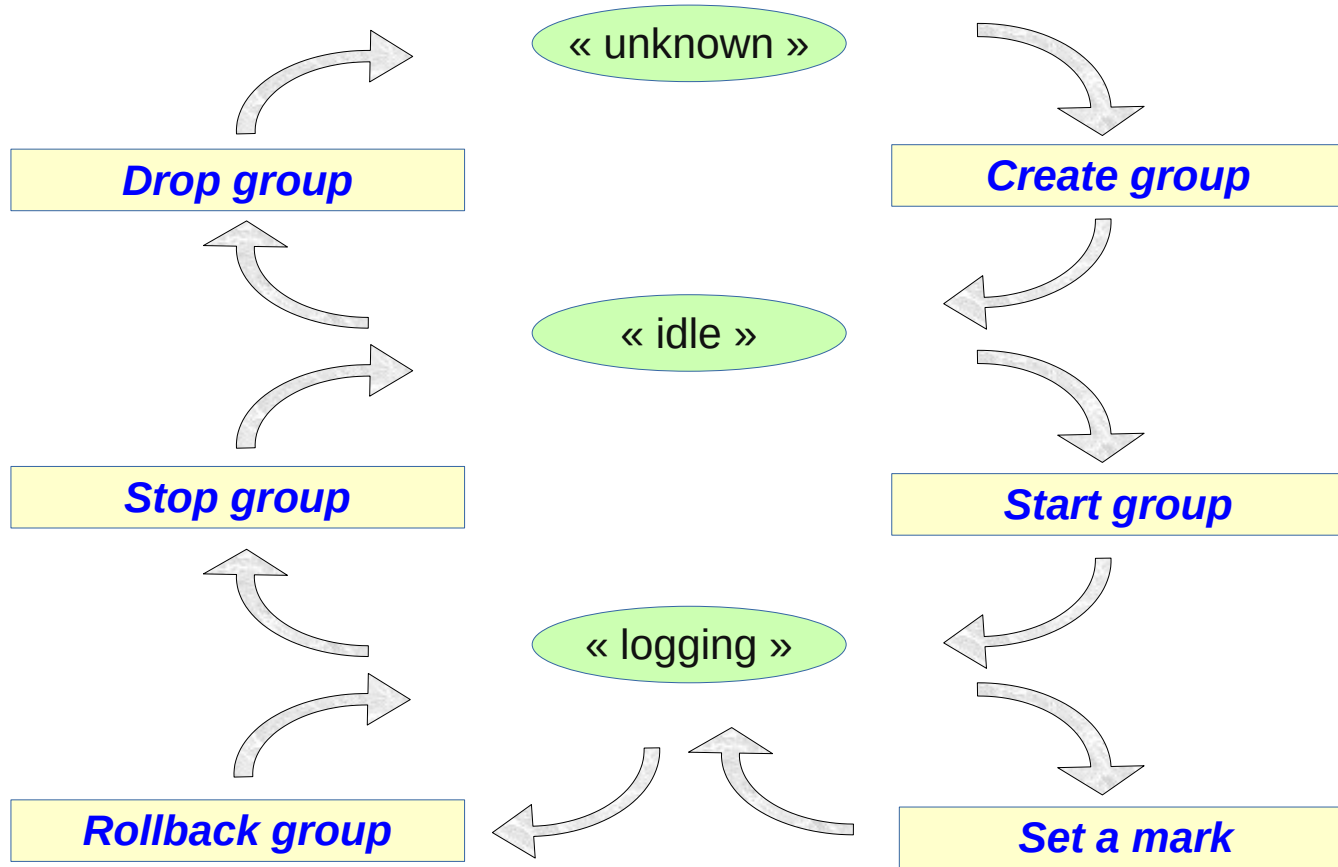 « unknown »
Drop group
Create group
« idle »
Stop group
Start group
« logging »
Rollback group
Set a mark